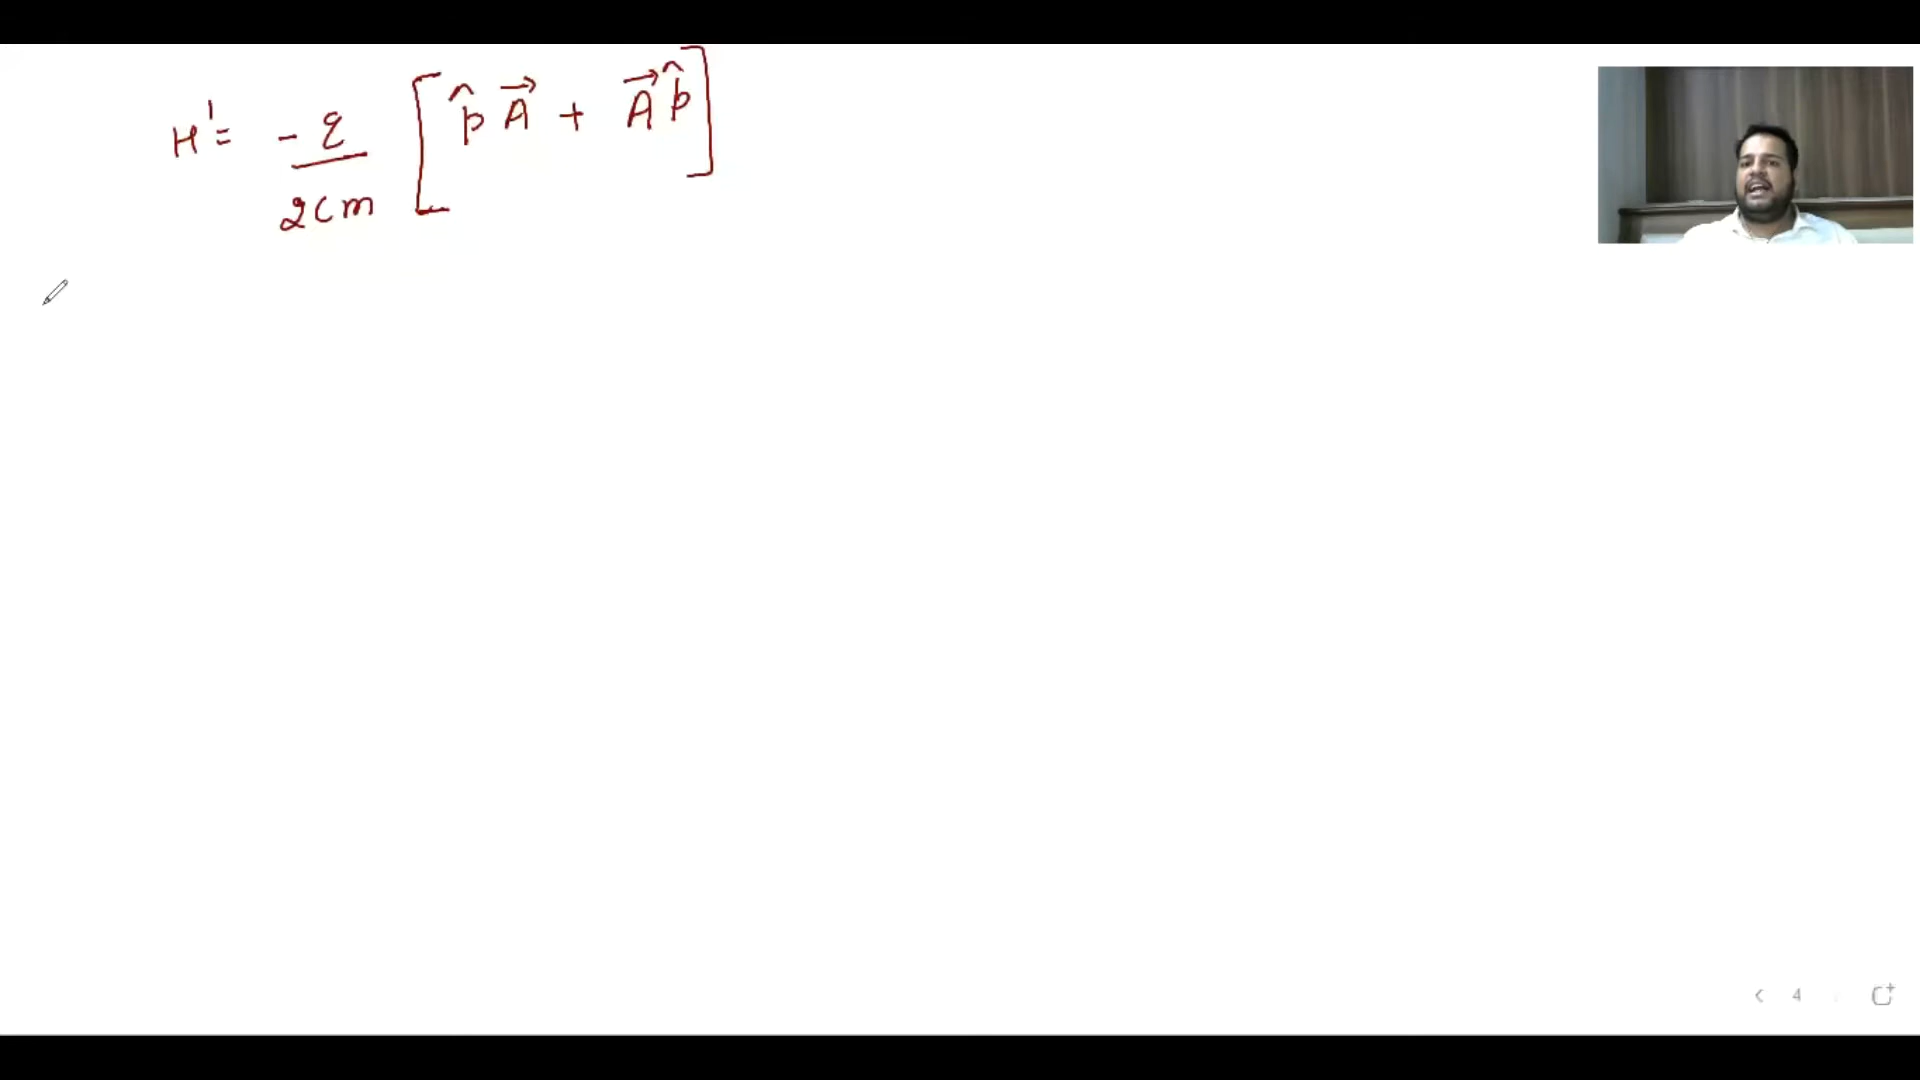 H' = -q/2cm [p̂ A⃗ + A⃗ p̂]
4